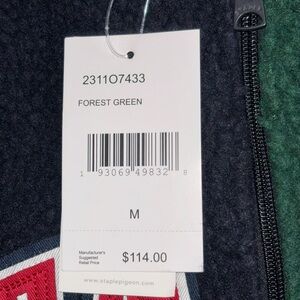 2311O7433
FOREST GREEN
1 93069 49832 8
M
Manufacturer's
Suggested
Retail Price
$114.00
www.staplepigeon.com